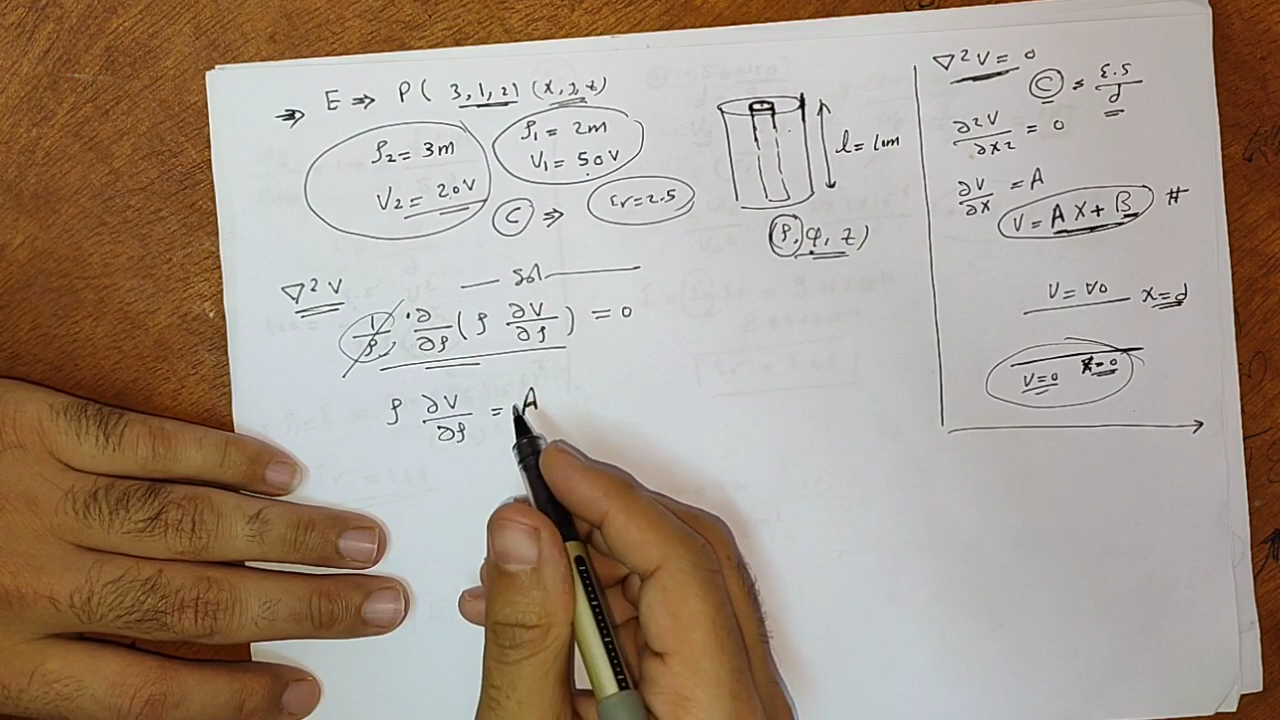 ⇒ E ⇒ P( 3, 1, 2) (x, y, z)
ρ₂ = 3m
V₂ = 20V
ρ₁ = 2m
V₁ = 50V
C ⇒ εr = 2.5
l = 10m
(ρ, φ, z)
sol
∇²V
1/ρ · ∂/∂ρ (ρ ∂V/∂ρ) = 0
ρ ∂V/∂ρ = A
∇²V = 0
C = ε.s/d
∂²V/∂x² = 0
∂V/∂x = A
V = Ax + B #
V = V0 x = d
V = 0 x = 0